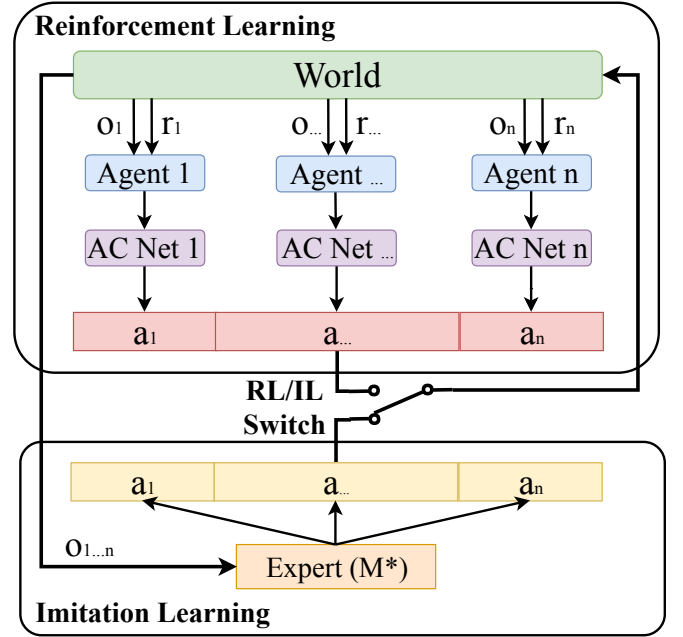 Reinforcement Learning
World
o1 r1 o... r... on rn
Agent 1 Agent ... Agent n
AC Net 1 AC Net ... AC Net n
a1 a... an
RL/IL
Switch
a1 a... an
o1...n
Expert (M*)
Imitation Learning